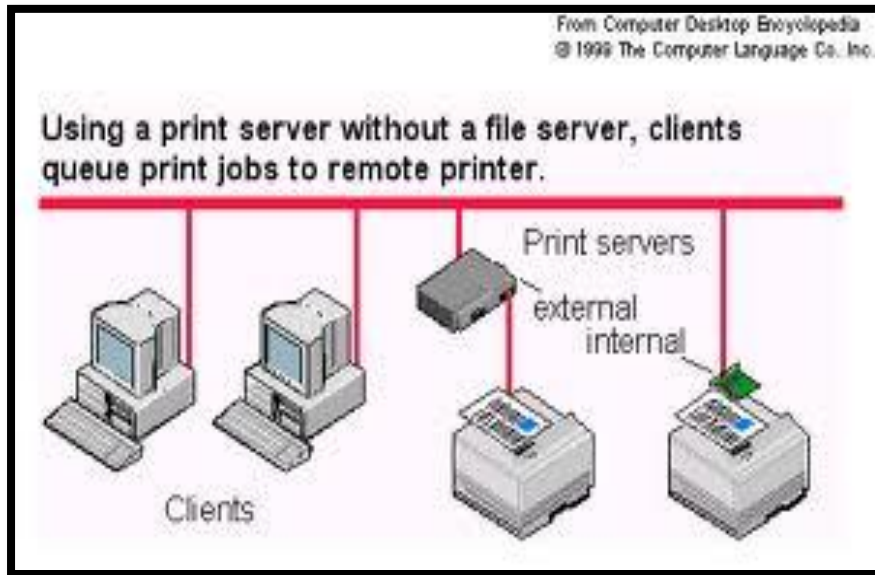 From Computer Desktop Encyclopedia
© 1998 The Computer Language Co. Inc.
Using a print server without a file server, clients
queue print jobs to remote printer.
Print servers
external
internal
Clients